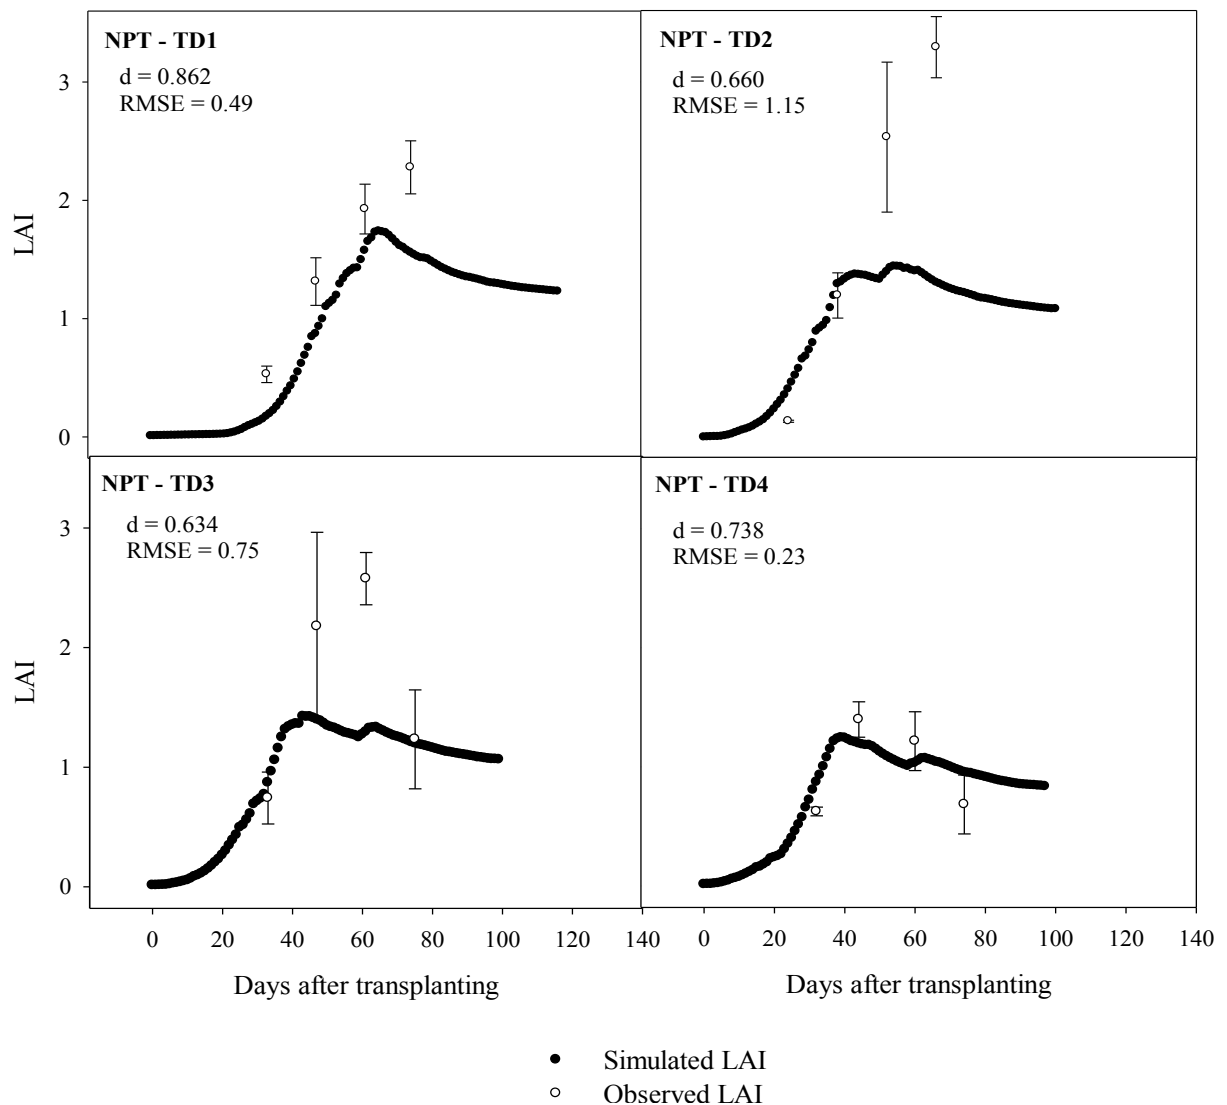 NPT - TD1
d = 0.862
RMSE = 0.49
NPT - TD2
d = 0.660
RMSE = 1.15
3
2
1
0
LAI
NPT - TD3
d = 0.634
RMSE = 0.75
NPT - TD4
d = 0.738
RMSE = 0.23
3
2
1
0
LAI
0 20 40 60 80 100 120 140
0 20 40 60 80 100 120 140
Days after transplanting
Days after transplanting
Simulated LAI
Observed LAI